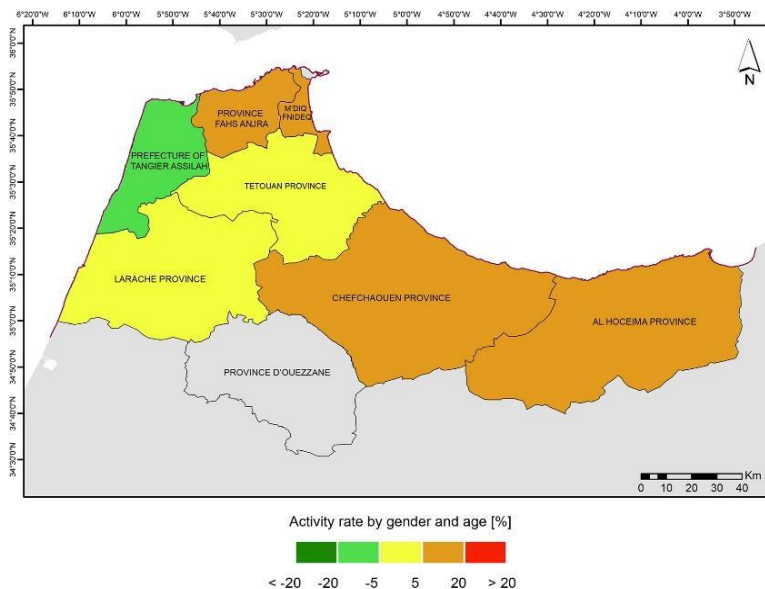 6°20'0"W 6°10'0"W 6°0'0"W 5°50'0"W 5°40'0"W 5°30'0"W 5°20'0"W 5°10'0"W 5°0'0"W 4°50'0"W 4°40'0"W 4°30'0"W 4°20'0"W 4°10'0"W 4°0'0"W 3°50'0"W
36°0'0"N
35°50'0"N
35°40'0"N
35°30'0"N
35°20'0"N
35°10'0"N
35°0'0"N
34°50'0"N
34°40'0"N
34°30'0"N
N
PROVINCE
FAHS ANJRA
M'DIQ
FNIDEQ
PREFECTURE OF
TANGIER ASSILAH
TETOUAN PROVINCE
LARACHE PROVINCE
CHEFCHAOUEN PROVINCE
AL HOCEIMA PROVINCE
PROVINCE D'OUEZZANE
Km
0 5 10 20 30 40
Activity rate by gender and age [%]
< -20 -20 -5 5 20 > 20